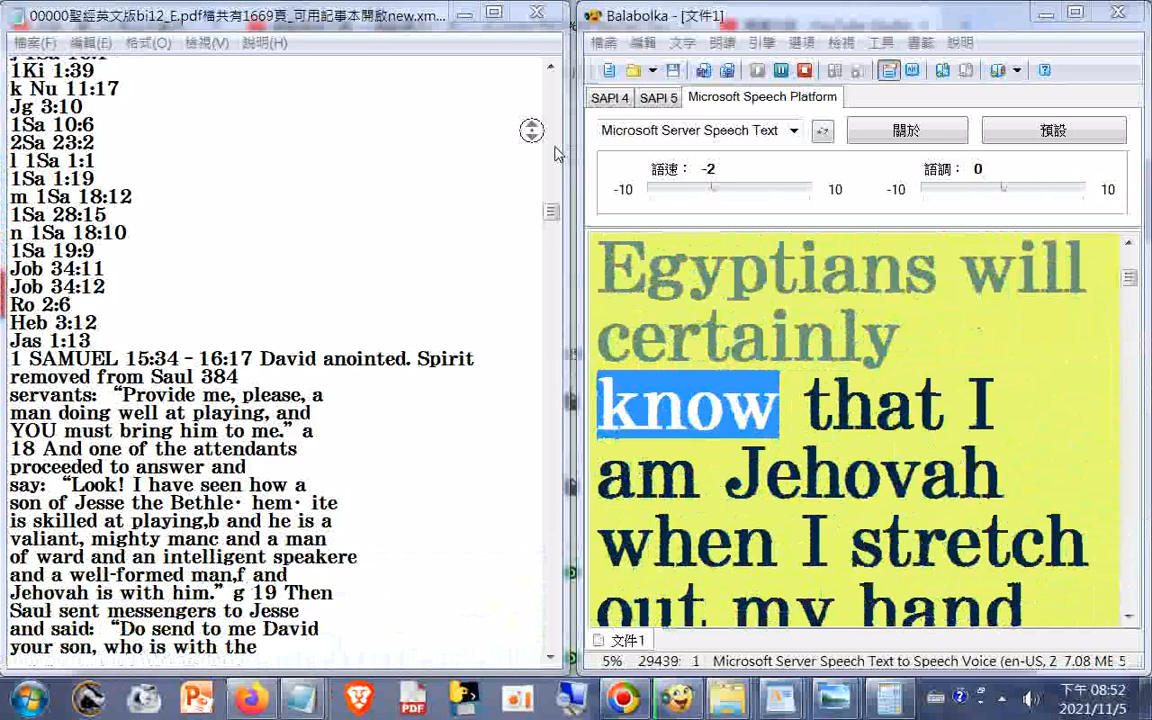 00000聖經英文版bi12_E.pdf檔共有1669頁_可用記事本開啟new.xm...
檔案(F) 編輯(E) 格式(O) 檢視(V) 說明(H)
1Ki 1:39
k Nu 11:17
Jg 3:10
1Sa 10:6
2Sa 23:2
l 1Sa 1:1
1Sa 1:19
m 1Sa 18:12
1Sa 28:15
n 1Sa 18:10
1Sa 19:9
Job 34:11
Job 34:12
Ro 2:6
Heb 3:12
Jas 1:13
1 SAMUEL 15:34–16:17 David anointed. Spirit
removed from Saul 384
servants: “Provide me, please, a
man doing well at playing, and
YOU must bring him to me.” a
18 And one of the attendants
proceeded to answer and
say: “Look! I have seen how a
son of Jesse the Bethle· hem· ite
is skilled at playing,b and he is a
valiant, mighty manc and a man
of ward and an intelligent speakere
and a well-formed man,f and
Jehovah is with him.” g 19 Then
Saul sent messengers to Jesse
and said: “Do send to me David
your son, who is with the
Balabolka - [文件1]
檔案 編輯 文字 朗讀 引擎 選項 檢視 工具 書籤 說明
SAPI 4 SAPI 5 Microsoft Speech Platform
Microsoft Server Speech Text 關於 預設
語速： -2 語調： 0
-10 10 -10 10
Egyptians will
certainly
know that I
am Jehovah
when I stretch
out my hand
文件1
5% 29439: 1 Microsoft Server Speech Text to Speech Voice (en-US, 2 7.08 MB 5
下午 08:52
2021/11/5